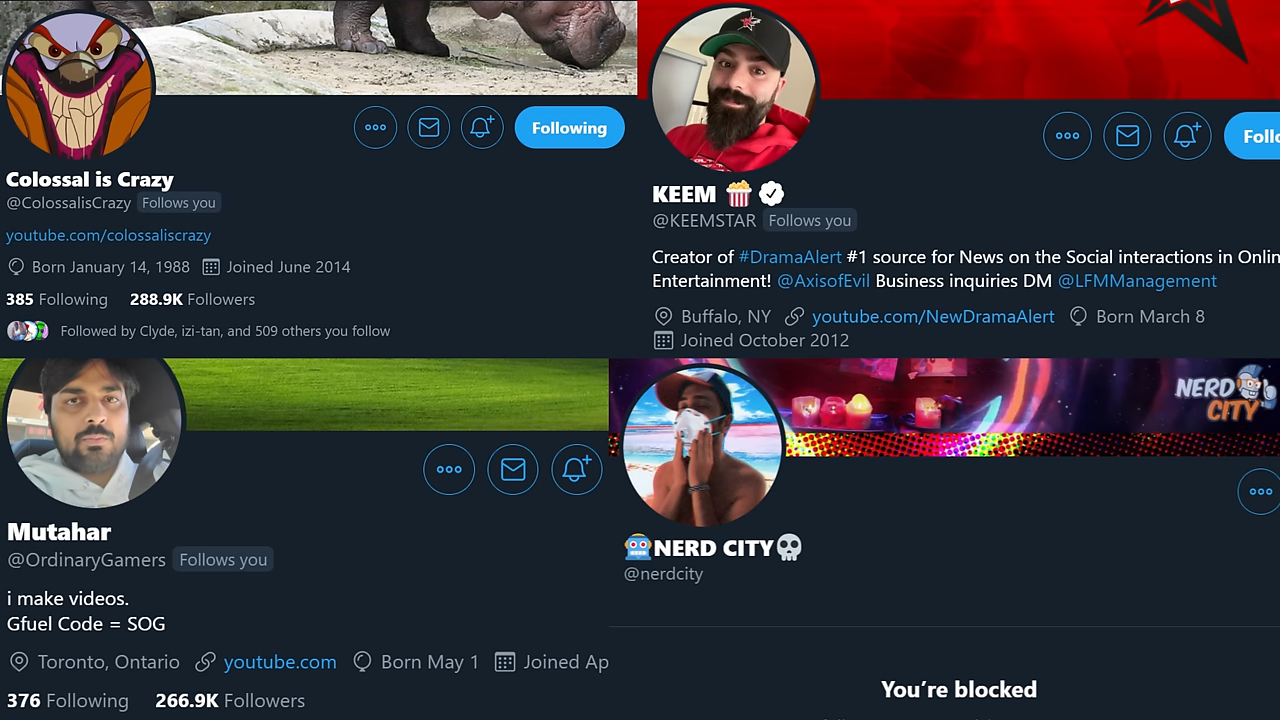 Following
Colossal is Crazy
@ColossalisCrazy Follows you
youtube.com/colossaliscrazy
Born January 14, 1988 Joined June 2014
385 Following 288.9K Followers
Followed by Clyde, izi-tan, and 509 others you follow
Follo
KEEM 🍿
@KEEMSTAR Follows you
Creator of #DramaAlert #1 source for News on the Social interactions in Onlin
Entertainment! @AxisofEvil Business inquiries DM @LFMManagement
Buffalo, NY youtube.com/NewDramaAlert Born March 8
Joined October 2012
Mutahar
@OrdinaryGamers Follows you
i make videos.
Gfuel Code = SOG
Toronto, Ontario youtube.com Born May 1 Joined Ap
376 Following 266.9K Followers
NERD
CITY
🤖NERD CITY💀
@nerdcity
You're blocked